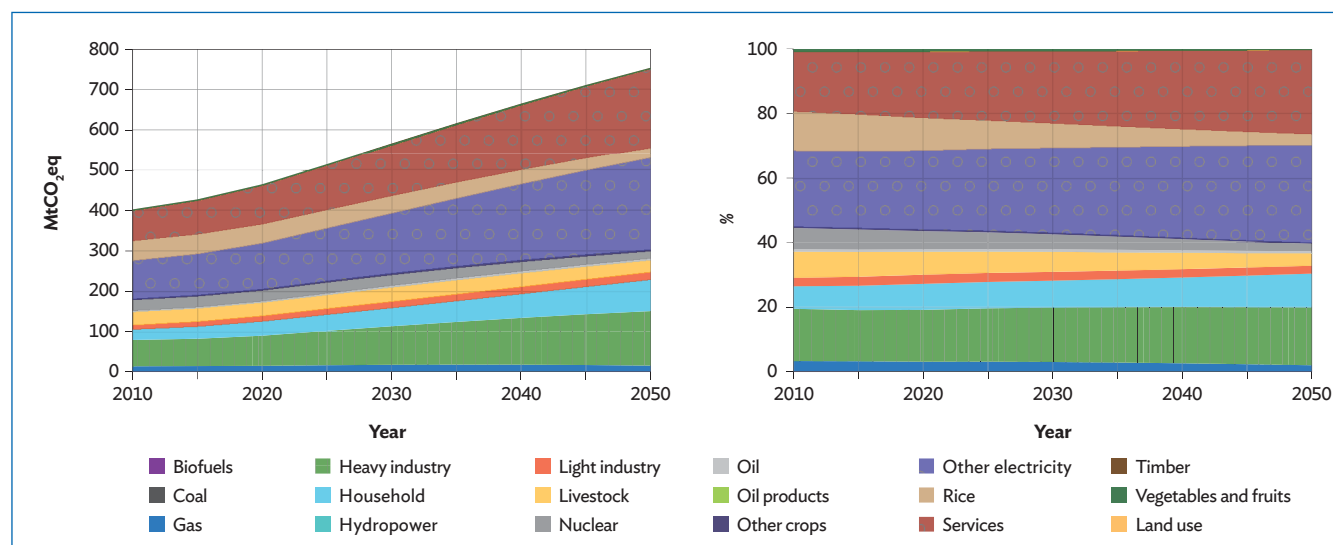 800
700
600
500
400
300
200
100
0
MtCO2eq
2010 2020 2030 2040 2050
Year
100
80
60
40
20
0
%
2010 2020 2030 2040 2050
Year
Biofuels Heavy industry Light industry Oil Other electricity Timber
Coal Household Livestock Oil products Rice Vegetables and fruits
Gas Hydropower Nuclear Other crops Services Land use